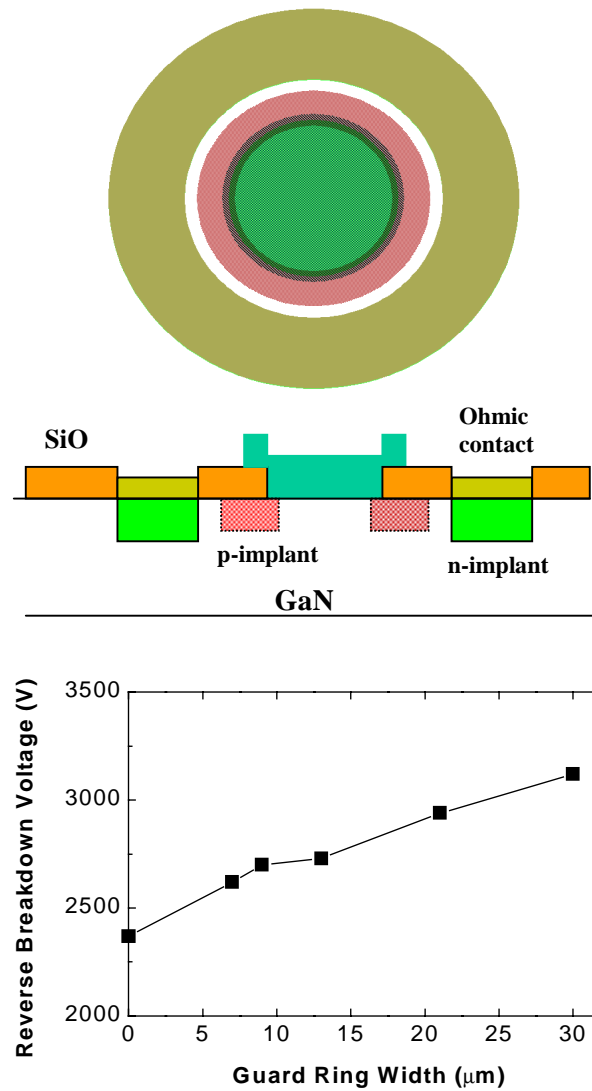 SiO
Ohmic
contact
p-implant
n-implant
GaN
Reverse Breakdown Voltage (V)
3500
3000
2500
2000
0 5 10 15 20 25 30
Guard Ring Width (μm)